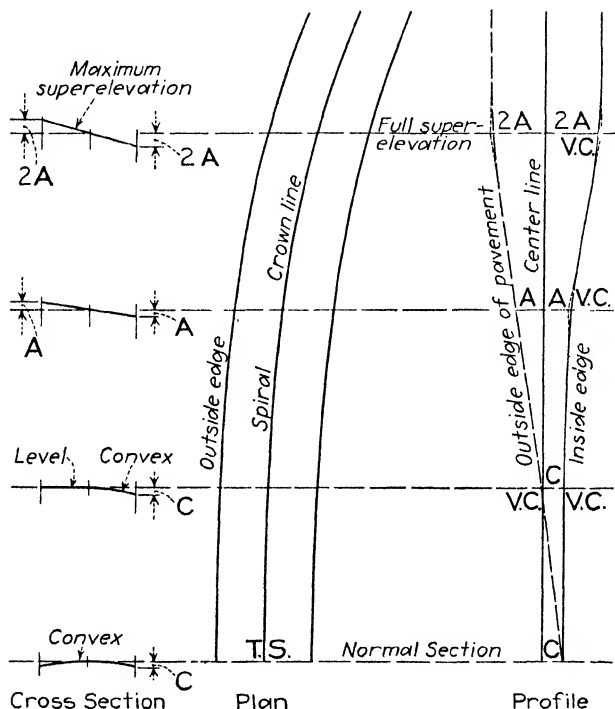 Maximum
superelevation
2A
2A
Full super-
elevation
2A
2A
V.C.
Crown line
Outside edge of pavement
Center line
A
A
A
A
V.C.
Outside edge
Spiral
Inside edge
Level
Convex
C
C
V.C.
V.C.
Convex
C
T.S.
Normal Section
C
Cross Section
Plan
Profile